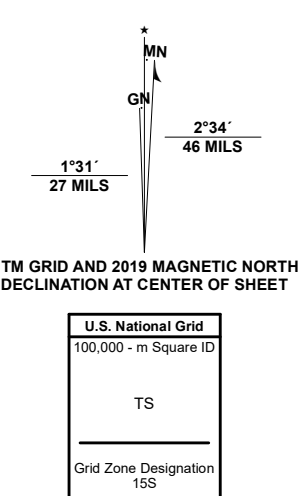 ★
MN
GN
2°34´
46 MILS
1°31´
27 MILS
TM GRID AND 2019 MAGNETIC NORTH
DECLINATION AT CENTER OF SHEET
U.S. National Grid
100,000 - m Square ID
TS
Grid Zone Designation
15S